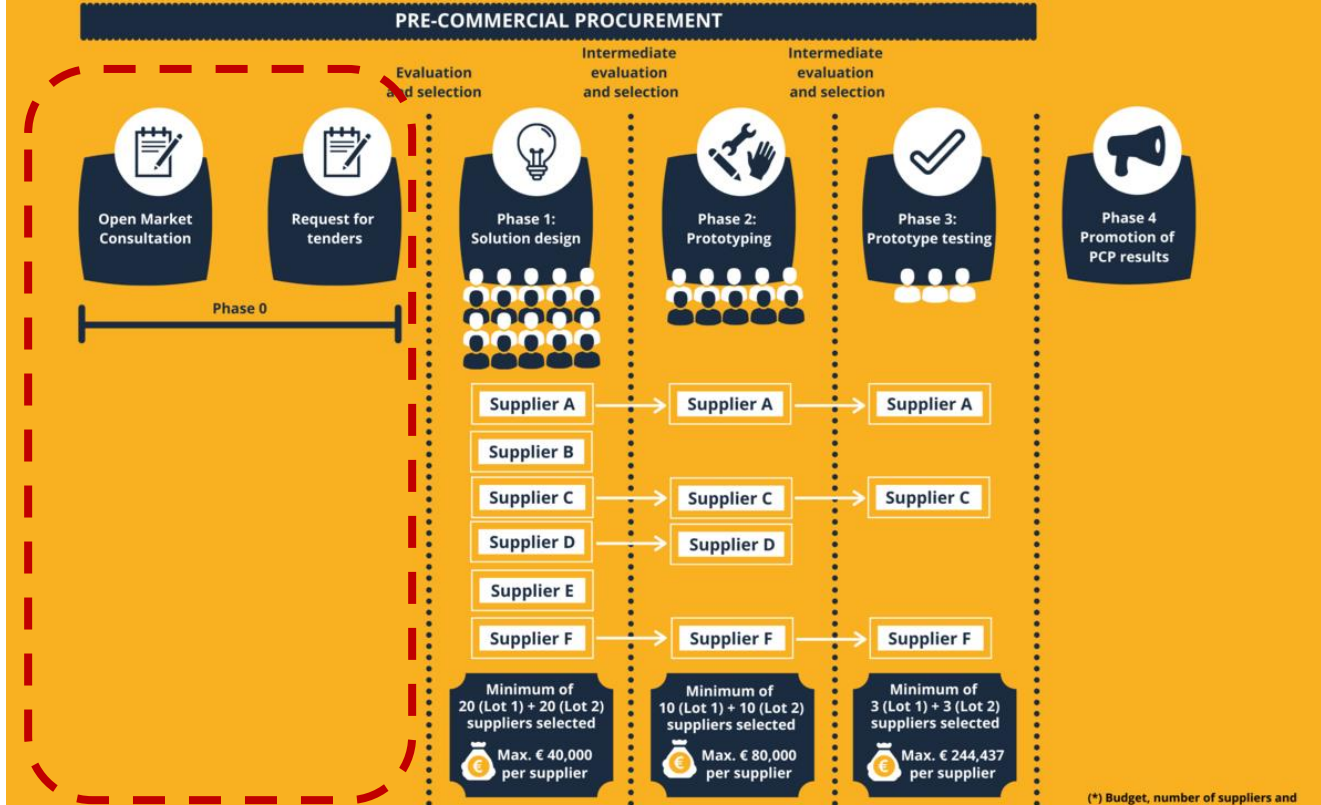 PRE-COMMERCIAL PROCUREMENT
Evaluation
and selection
Intermediate
evaluation
and selection
Intermediate
evaluation
and selection
Open Market
Consultation
Request for
tenders
Phase 1:
Solution design
Phase 2:
Prototyping
Phase 3:
Prototype testing
Phase 4
Promotion of
PCP results
Phase 0
Supplier A
Supplier A
Supplier A
Supplier B
Supplier C
Supplier C
Supplier C
Supplier D
Supplier D
Supplier E
Supplier F
Supplier F
Supplier F
Minimum of
20 (Lot 1) + 20 (Lot 2)
suppliers selected
€ Max. € 40,000
per supplier
Minimum of
10 (Lot 1) + 10 (Lot 2)
suppliers selected
€ Max. € 80,000
per supplier
Minimum of
3 (Lot 1) + 3 (Lot 2)
suppliers selected
€ Max. € 244,437
per supplier
(*) Budget, number of suppliers and